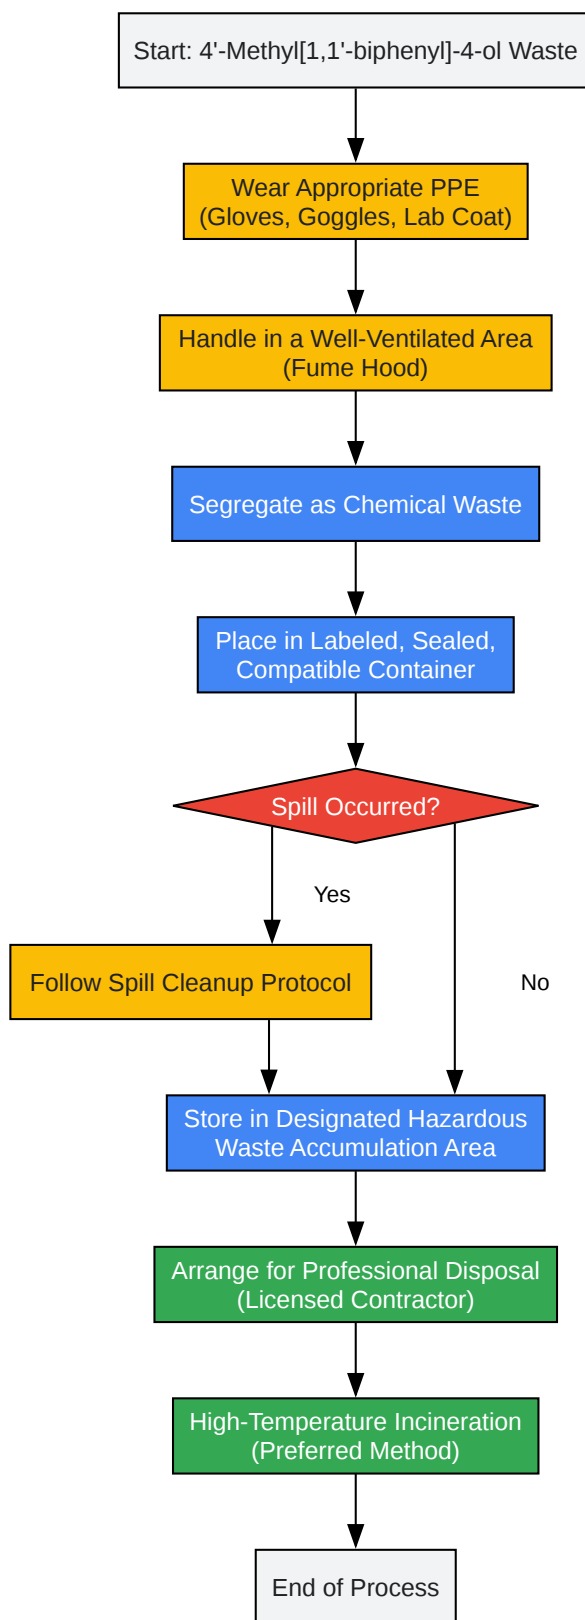 Start: 4'-Methyl[1,1'-biphenyl]-4-ol Waste
Wear Appropriate PPE
(Gloves, Goggles, Lab Coat)
Handle in a Well-Ventilated Area
(Fume Hood)
Segregate as Chemical Waste
Place in Labeled, Sealed,
Compatible Container
Spill Occurred?
Yes
Follow Spill Cleanup Protocol
No
Store in Designated Hazardous
Waste Accumulation Area
Arrange for Professional Disposal
(Licensed Contractor)
High-Temperature Incineration
(Preferred Method)
End of Process